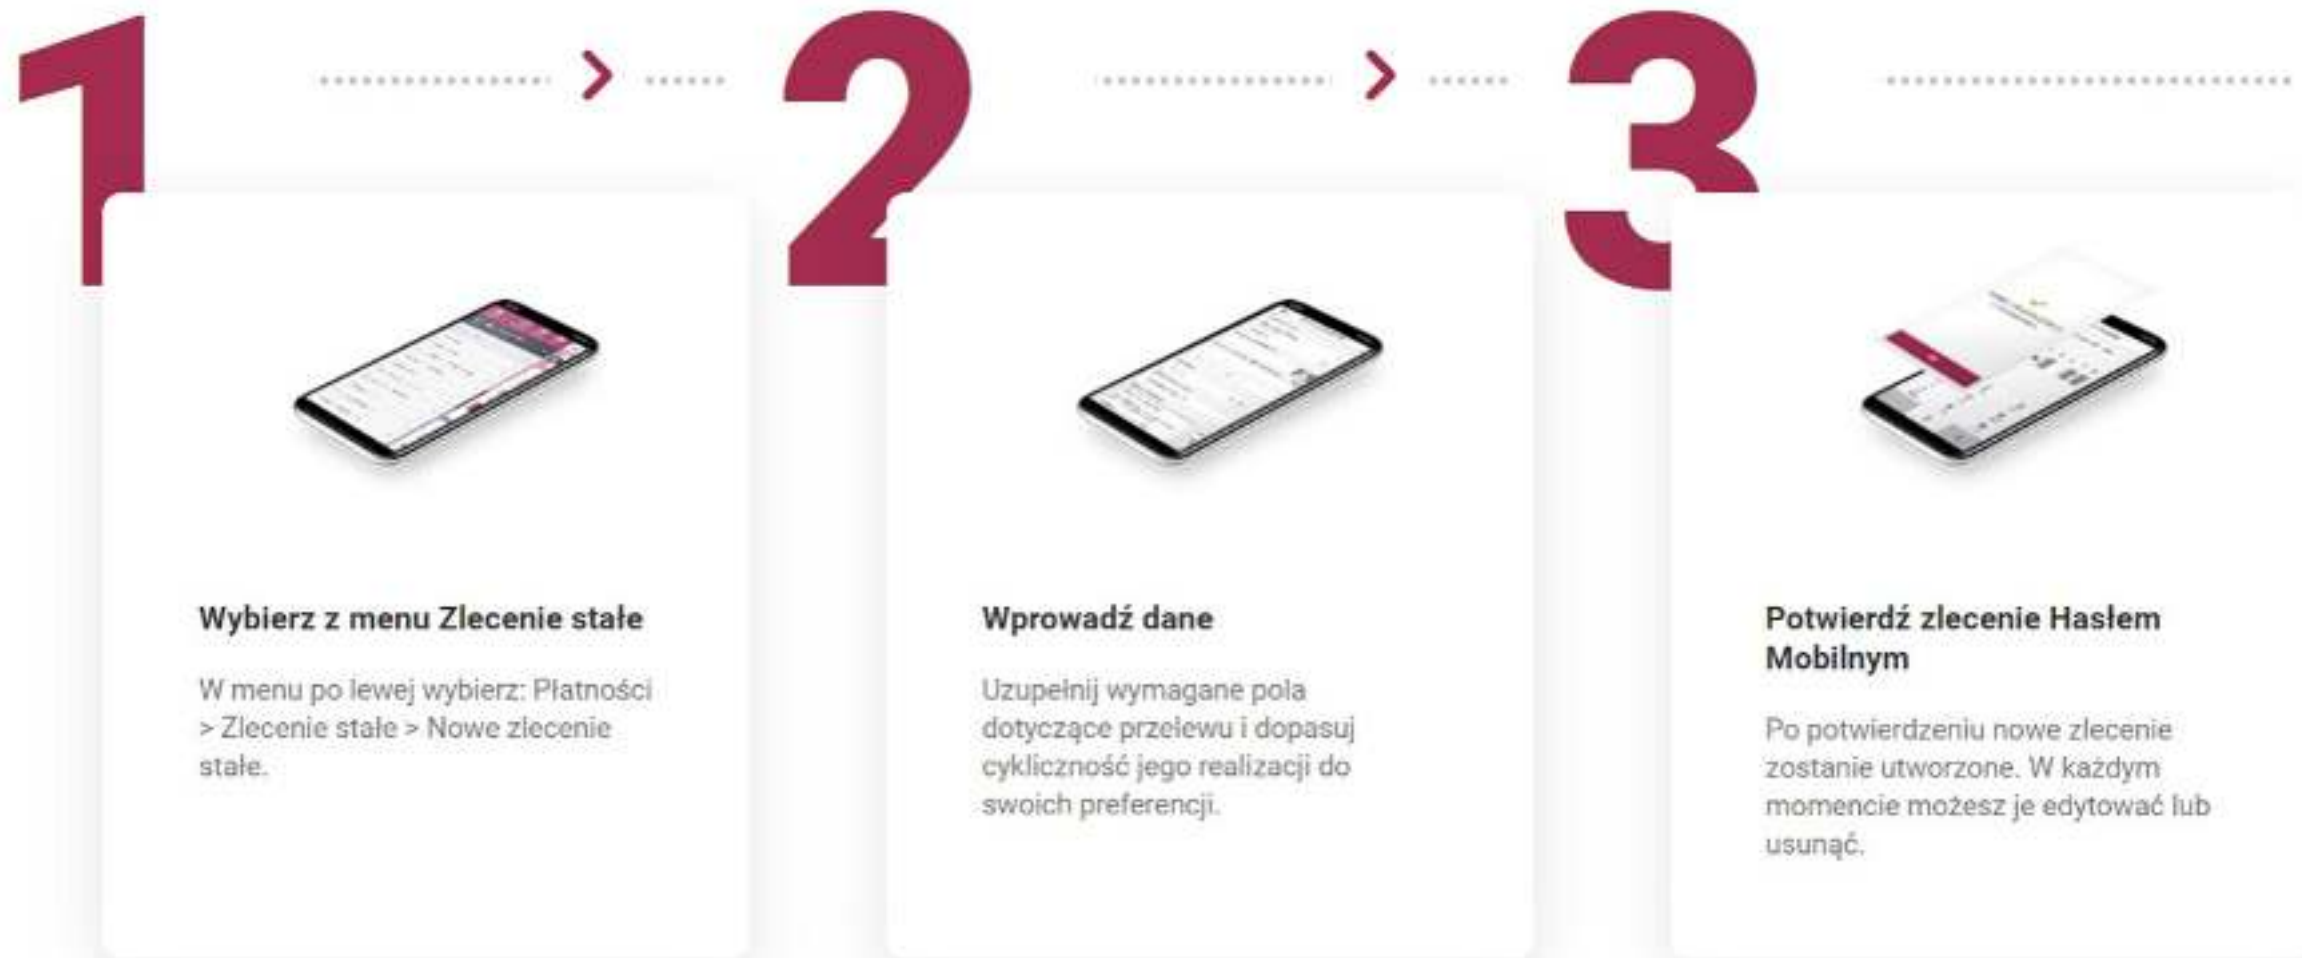 1
Wybierz z menu Zlecenie stałe
W menu po lewej wybierz: Płatności
> Zlecenie stałe > Nowe zlecenie
stałe.
2
Wprowadź dane
Uzupełnij wymagane pola
dotyczące przelewu i dopasuj
cykliczność jego realizacji do
swoich preferencji.
3
Potwierdź zlecenie Hasłem
Mobilnym
Po potwierdzeniu nowe zlecenie
zostanie utworzone. W każdym
momencie możesz je edytować lub
usunąć.